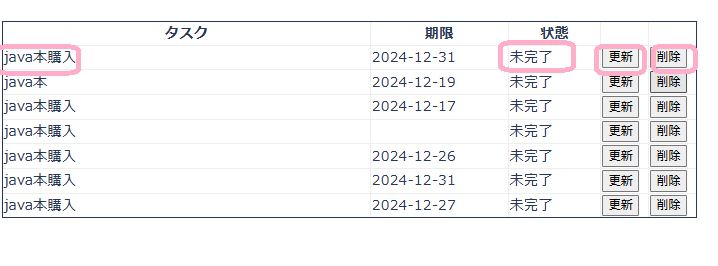 タスク 期限 状態
java本購入 2024-12-31 未完了 更新 削除
java本 2024-12-19 未完了 更新 削除
java本購入 2024-12-17 未完了 更新 削除
java本購入 未完了 更新 削除
java本購入 2024-12-26 未完了 更新 削除
java本購入 2024-12-31 未完了 更新 削除
java本購入 2024-12-27 未完了 更新 削除